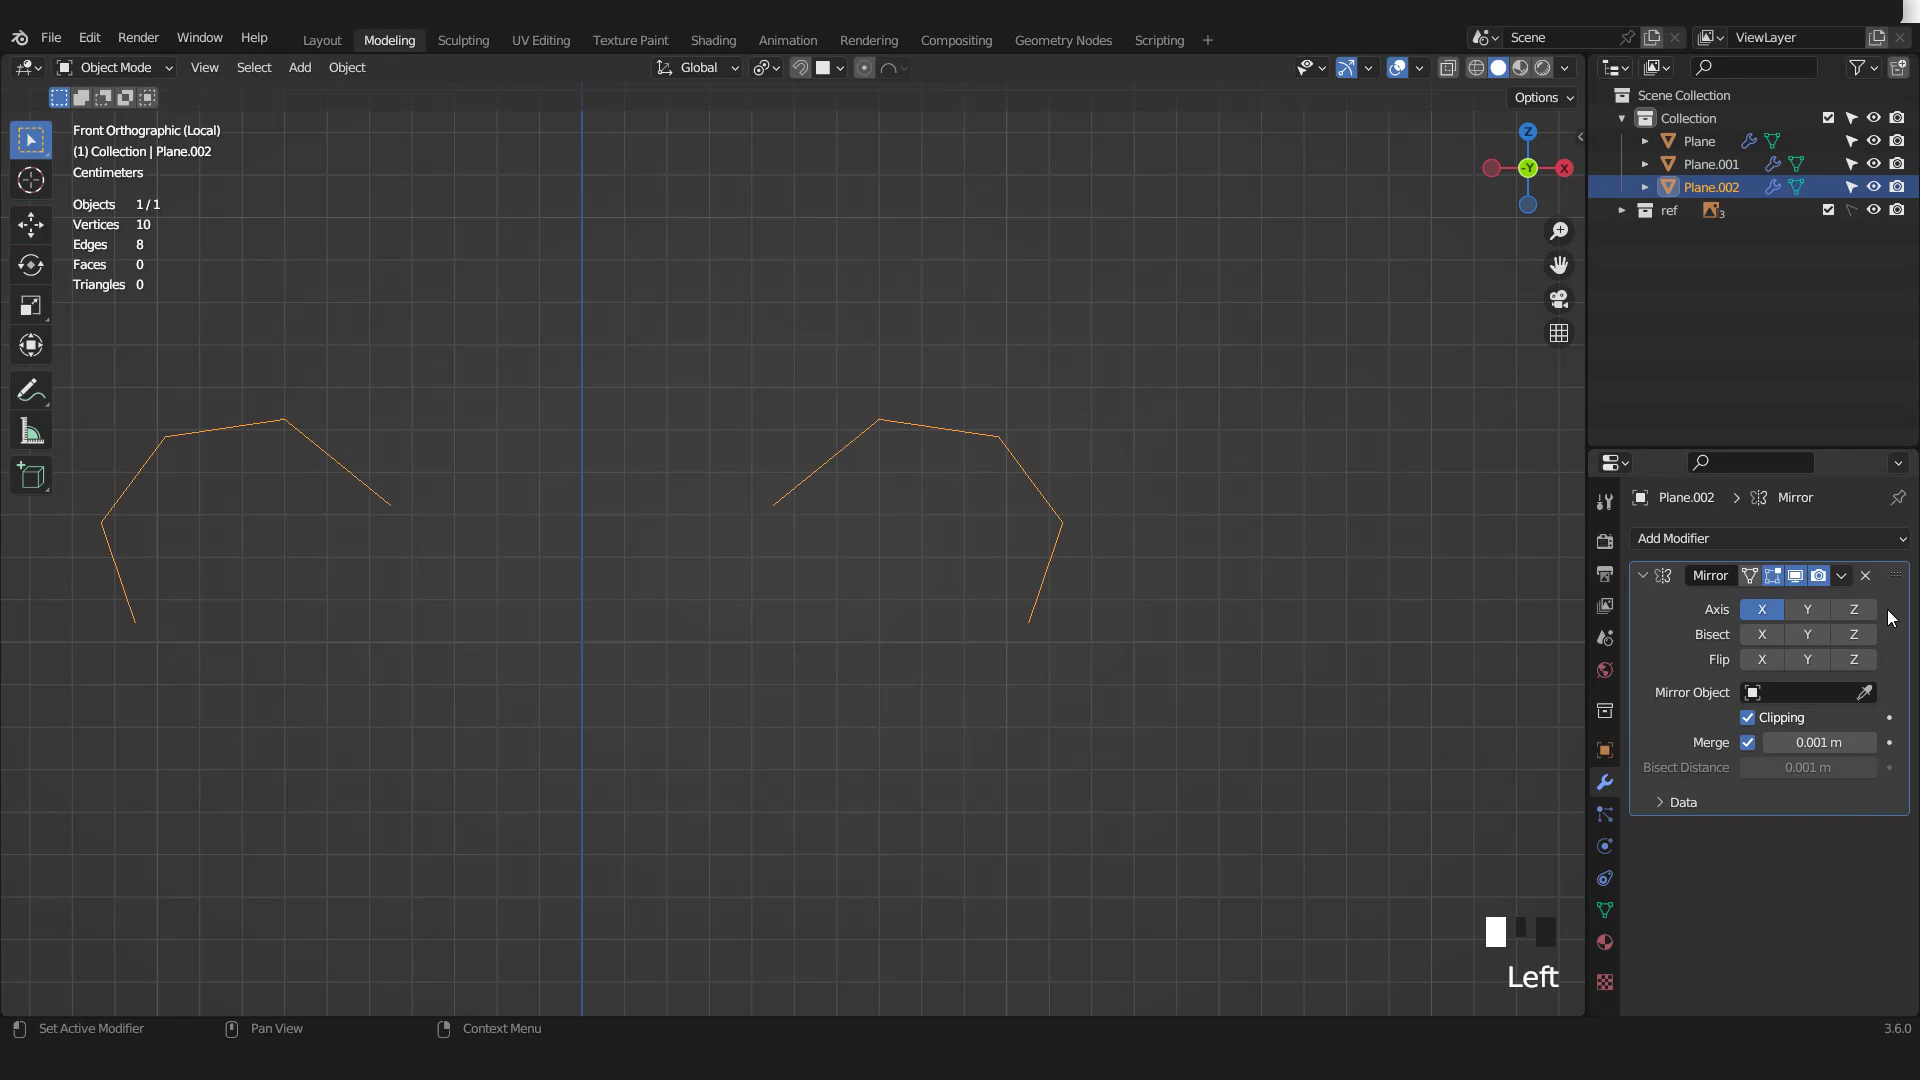 File Edit Render Window Help Layout Modeling Sculpting UV Editing Texture Paint Shading Animation Rendering Compositing Geometry Nodes Scripting + Scene ViewLayer
Object Mode View Select Add Object Global
Options
Front Orthographic (Local)
(1) Collection | Plane.002
Centimeters
Objects 1 / 1
Vertices 10
Edges 8
Faces 0
Triangles 0
Z
-Y X
Scene Collection
Collection
Plane
Plane.001
Plane.002
ref 3
Plane.002 > Mirror
Add Modifier
Mirror
Axis X Y Z
Bisect X Y Z
Flip X Y Z
Mirror Object
Clipping
Merge 0.001 m
Bisect Distance 0.001 m
Data
Left
Set Active Modifier Pan View Context Menu 3.6.0